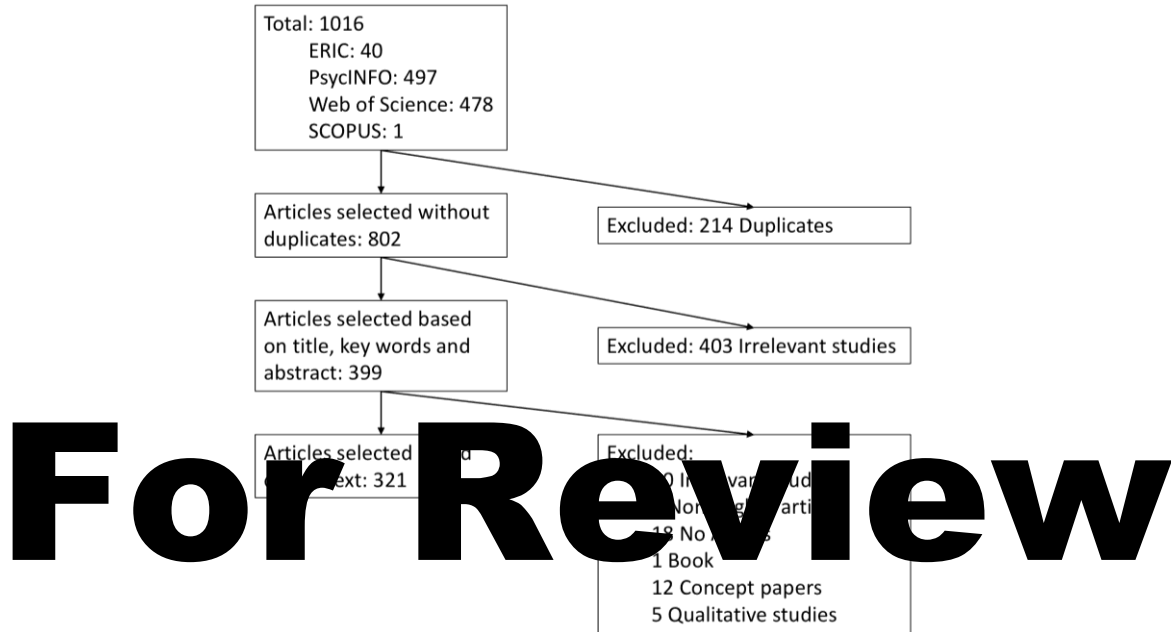 Total: 1016
ERIC: 40
PsycINFO: 497
Web of Science: 478
SCOPUS: 1
Articles selected without
duplicates: 802
Excluded: 214 Duplicates
Articles selected based
on title, key words and
abstract: 399
Excluded: 403 Irrelevant studies
Articles selected
321
Excluded:
18 No
1 Book
12 Concept papers
5 Qualitative studies
For Review